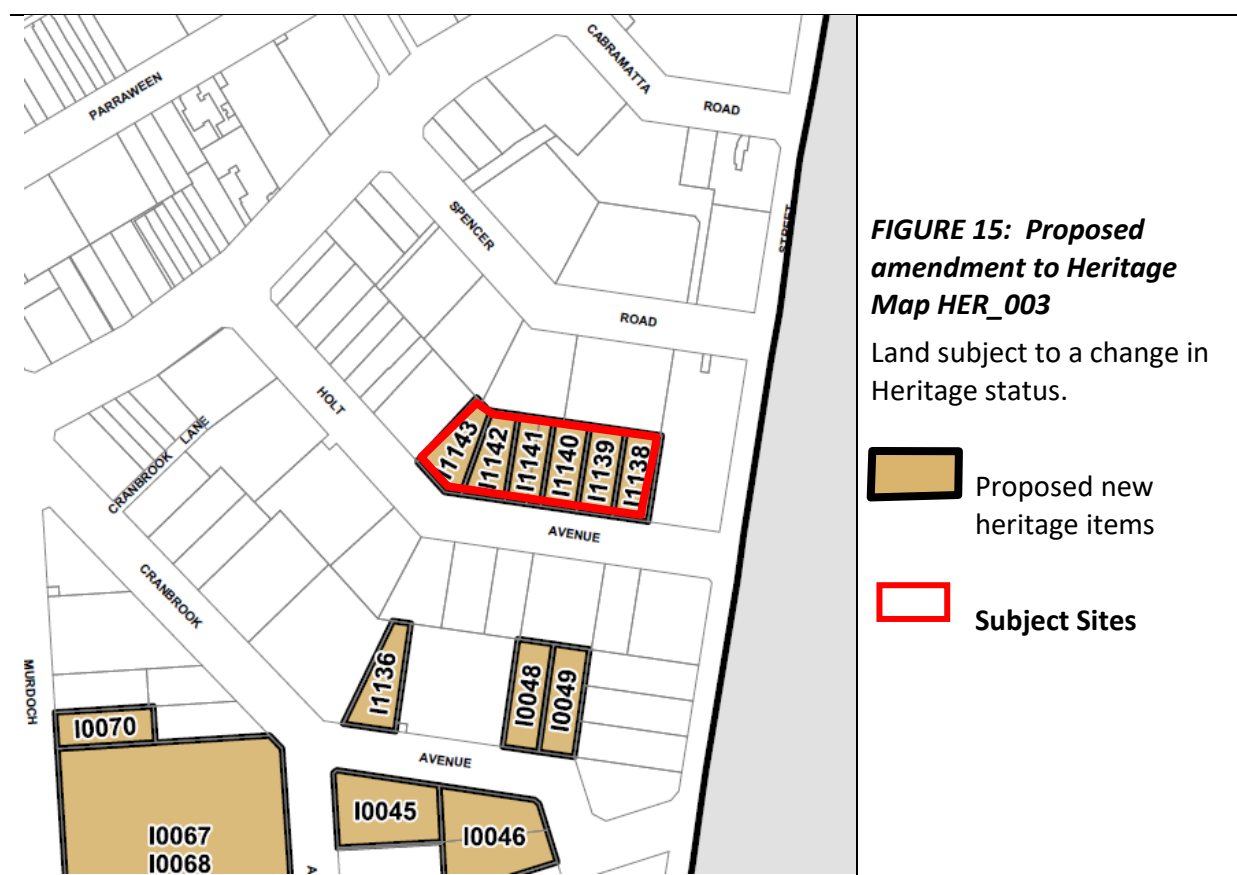 CABRAMATTA
ROAD
PARRAWEEN
SPENCER
STREET
ROAD
HOLT
CRANBROOK LANE
I1143
I1142
I1141
I1140
I1139
I1138
AVENUE
CRANBROOK
MURDOCH
I1136
I0048
I0049
I0070
AVENUE
I0045
I0046
I0067
I0068
A
FIGURE 15: Proposed
amendment to Heritage
Map HER_003
Land subject to a change in
Heritage status.
Proposed new
heritage items
Subject Sites